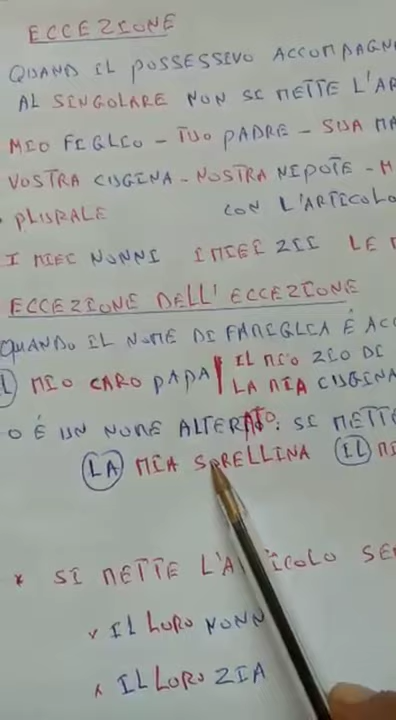 ECCEZIONE
QUANDO IL POSSESSIVO ACCOMPAGN
AL SINGOLARE NON SI METTE L'AR
MIO FIGLIO - TUO PADRE - SUA MA
VOSTRA CUGINA - NOSTRA NIPOTE - M
PLURALE CON L'ARTICOLO
I MIEI NONNI I MIEI ZII LE M
ECCEZIONE DELL'ECCEZIONE
QUANDO IL NOME DI FAMIGLIA È ACC
MIO CARO PAPÀ IL MIO ZIO DI
LA MIA CUGINA
O È UN NOME ALTERATO: SI METTE
LA MIA SORELLINA IL MI
* SI METTE L'ARTICOLO SE
IL LORO NONN
IL LORO ZIA